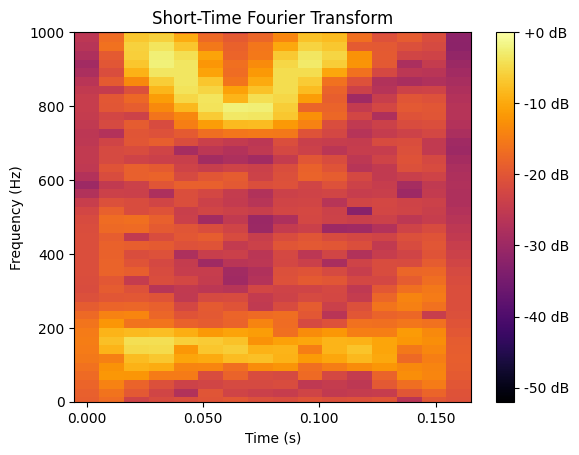 Short-Time Fourier Transform
Frequency (Hz)
1000
800
600
400
200
0
0.000
0.050
0.100
0.150
Time (s)
+0 dB
-10 dB
-20 dB
-30 dB
-40 dB
-50 dB